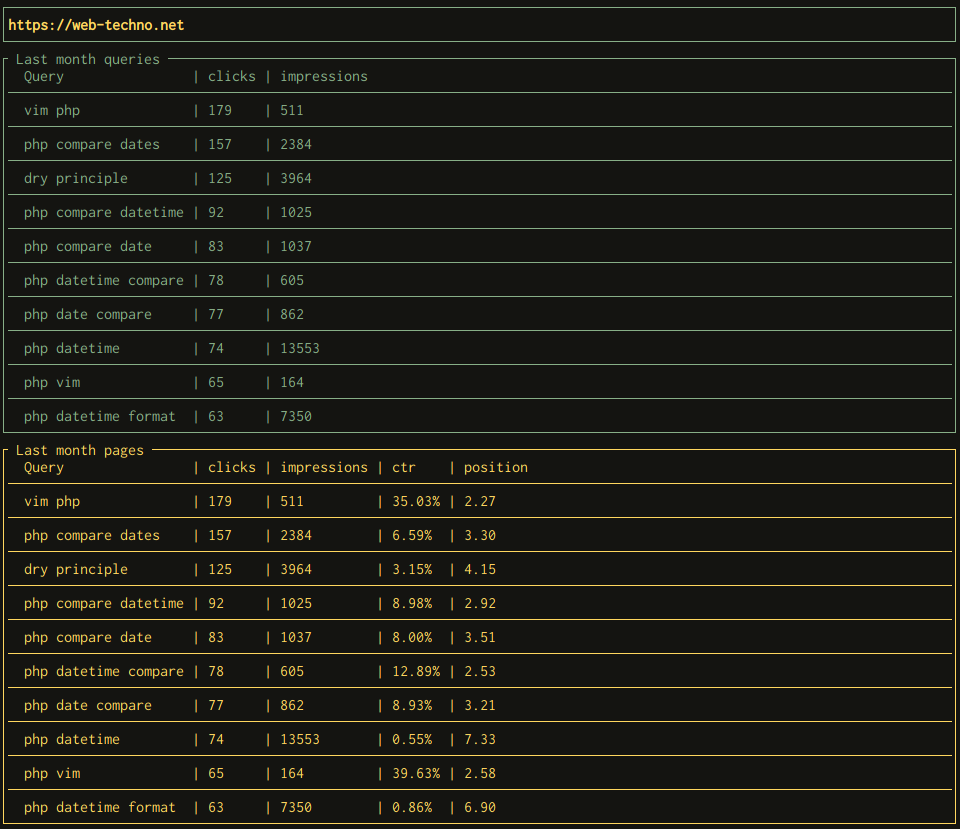 https://web-techno.net
Last month queries
Query | clicks | impressions
vim php | 179 | 511
php compare dates | 157 | 2384
dry principle | 125 | 3964
php compare datetime | 92 | 1025
php compare date | 83 | 1037
php datetime compare | 78 | 605
php date compare | 77 | 862
php datetime | 74 | 13553
php vim | 65 | 164
php datetime format | 63 | 7350
Last month pages
Query | clicks | impressions | ctr | position
vim php | 179 | 511 | 35.03% | 2.27
php compare dates | 157 | 2384 | 6.59% | 3.30
dry principle | 125 | 3964 | 3.15% | 4.15
php compare datetime | 92 | 1025 | 8.98% | 2.92
php compare date | 83 | 1037 | 8.00% | 3.51
php datetime compare | 78 | 605 | 12.89% | 2.53
php date compare | 77 | 862 | 8.93% | 3.21
php datetime | 74 | 13553 | 0.55% | 7.33
php vim | 65 | 164 | 39.63% | 2.58
php datetime format | 63 | 7350 | 0.86% | 6.90